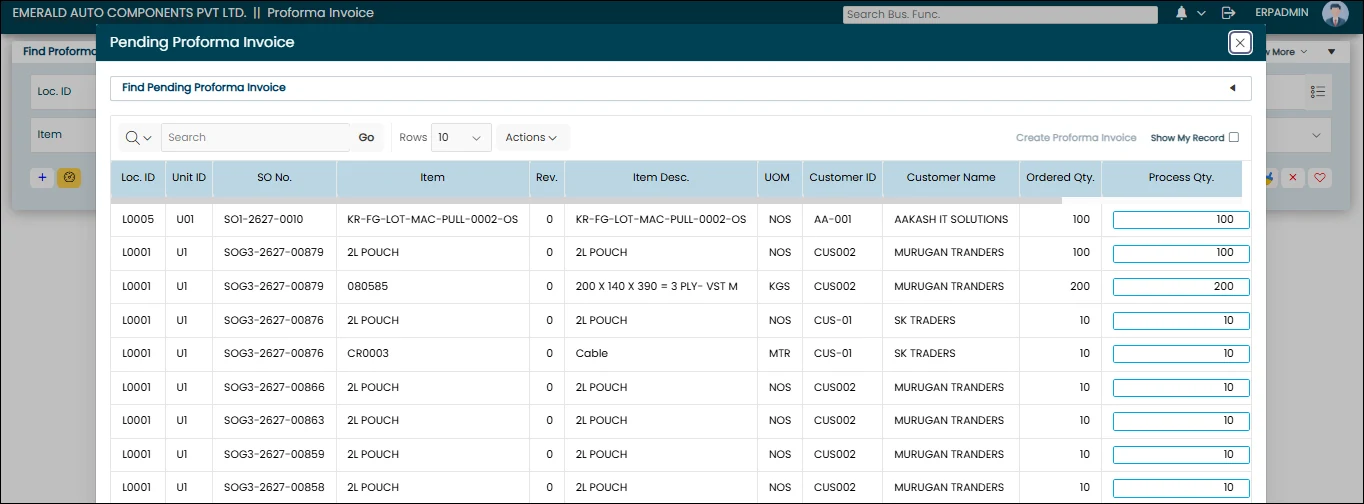 EMERALD AUTO COMPONENTS PVT LTD. || Proforma Invoice
Search Bus. Func.
ERPADMIN
Find Proforma
Pending Proforma Invoice
w More
Loc. ID
Find Pending Proforma Invoice
Item
Search Go Rows 10 Actions Create Proforma Invoice Show My Record
Loc. ID Unit ID SO No. Item Rev. Item Desc. UOM Customer ID Customer Name Ordered Qty. Process Qty.
L0005 U01 SO1-2627-0010 KR-FG-LOT-MAC-PULL-0002-OS 0 KR-FG-LOT-MAC-PULL-0002-OS NOS AA-001 AAKASH IT SOLUTIONS 100 100
L0001 U1 SOG3-2627-00879 2L POUCH 0 2L POUCH NOS CUS002 MURUGAN TRANDERS 100 100
L0001 U1 SOG3-2627-00879 080585 0 200 X 140 X 390 = 3 PLY- VST M KGS CUS002 MURUGAN TRANDERS 200 200
L0001 U1 SOG3-2627-00876 2L POUCH 0 2L POUCH NOS CUS-01 SK TRADERS 10 10
L0001 U1 SOG3-2627-00876 CR0003 0 Cable MTR CUS-01 SK TRADERS 10 10
L0001 U1 SOG3-2627-00866 2L POUCH 0 2L POUCH NOS CUS002 MURUGAN TRANDERS 10 10
L0001 U1 SOG3-2627-00863 2L POUCH 0 2L POUCH NOS CUS002 MURUGAN TRANDERS 10 10
L0001 U1 SOG3-2627-00859 2L POUCH 0 2L POUCH NOS CUS002 MURUGAN TRANDERS 10 10
L0001 U1 SOG3-2627-00858 2L POUCH 0 2L POUCH NOS CUS002 MURUGAN TRANDERS 10 10